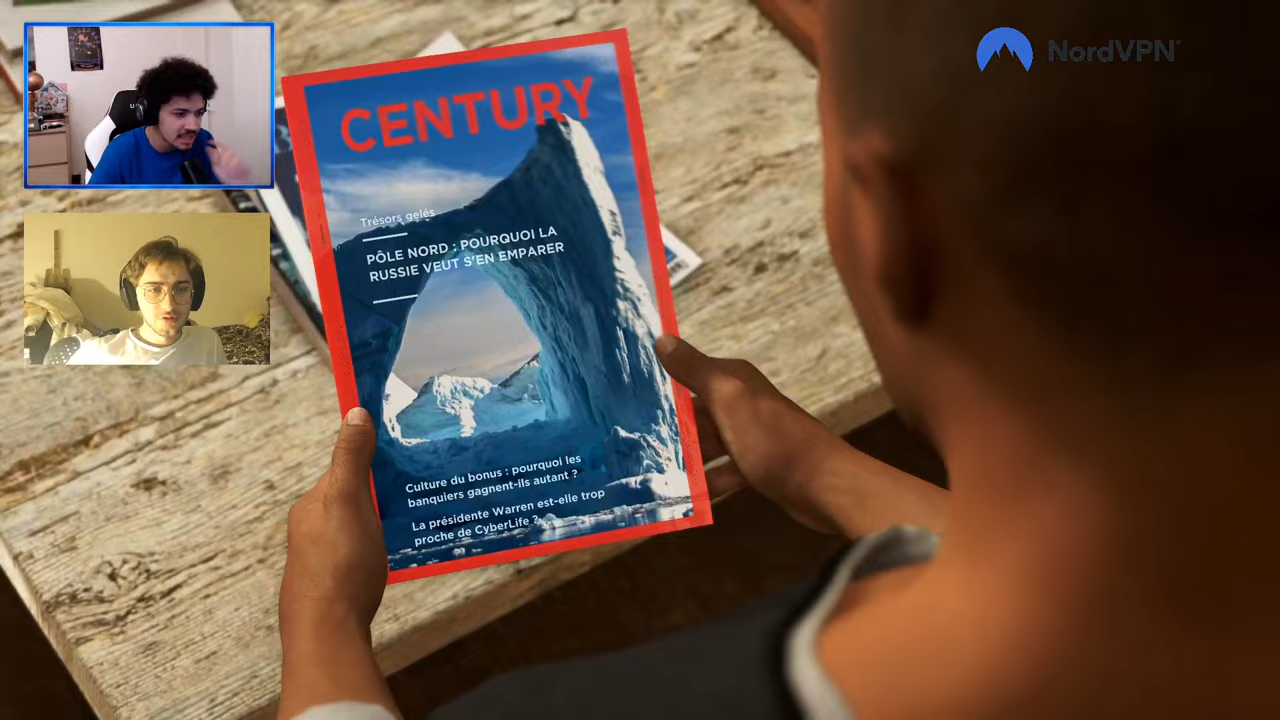 NordVPN
CENTURY
Trésors gelés
PÔLE NORD : POURQUOI LA
RUSSIE VEUT S'EN EMPARER
Culture du bonus : pourquoi les
banquiers gagnent-ils autant ?
La présidente Warren est-elle trop
proche de CyberLife ?